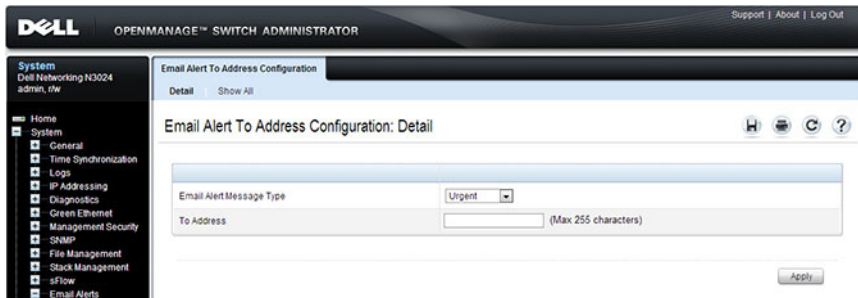 Support | About | Log Out
DELL OPENMANAGE™ SWITCH ADMINISTRATOR
System
Dell Networking N3024
admin, r/w
Home
System
General
Time Synchronization
Logs
IP Addressing
Diagnostics
Green Ethernet
Management Security
SNMP
File Management
Stack Management
sFlow
Email Alerts
Email Alert To Address Configuration
Detail Show All
Email Alert To Address Configuration: Detail
Email Alert Message Type Urgent
To Address (Max 255 characters)
Apply